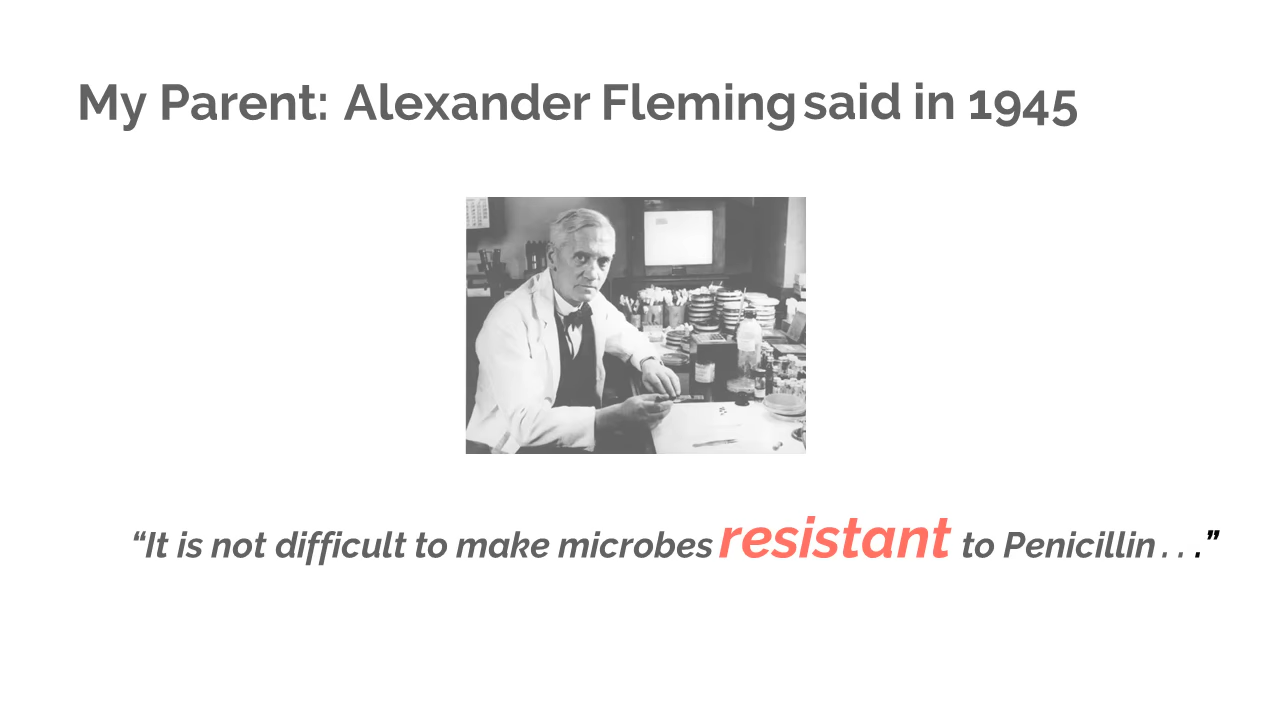 My Parent: Alexander Fleming said in 1945
“It is not difficult to make microbes resistant to Penicillin . . .”